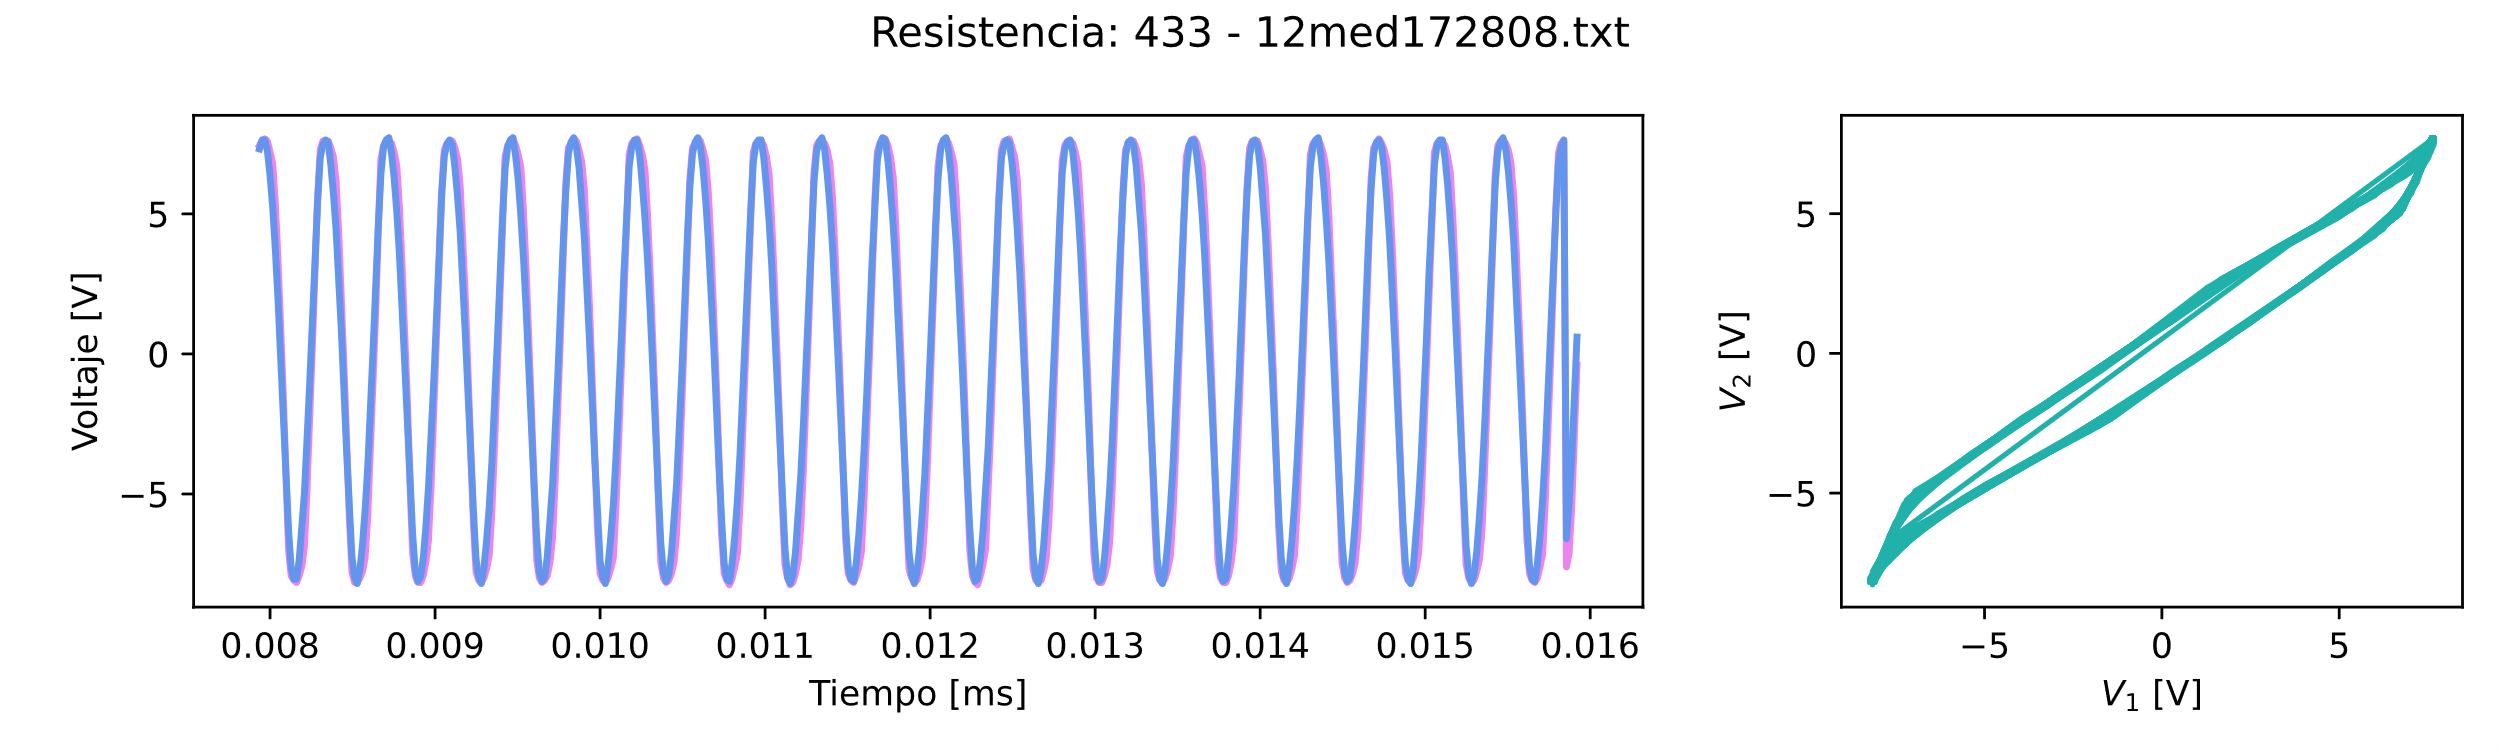 Resistencia: 433 - 12med172808.txt
Voltaje [V]
5
0
−5
0.008 0.009 0.010 0.011 0.012 0.013 0.014 0.015 0.016
Tiempo [ms]
V₂ [V]
5
0
−5
−5 0 5
V₁ [V]